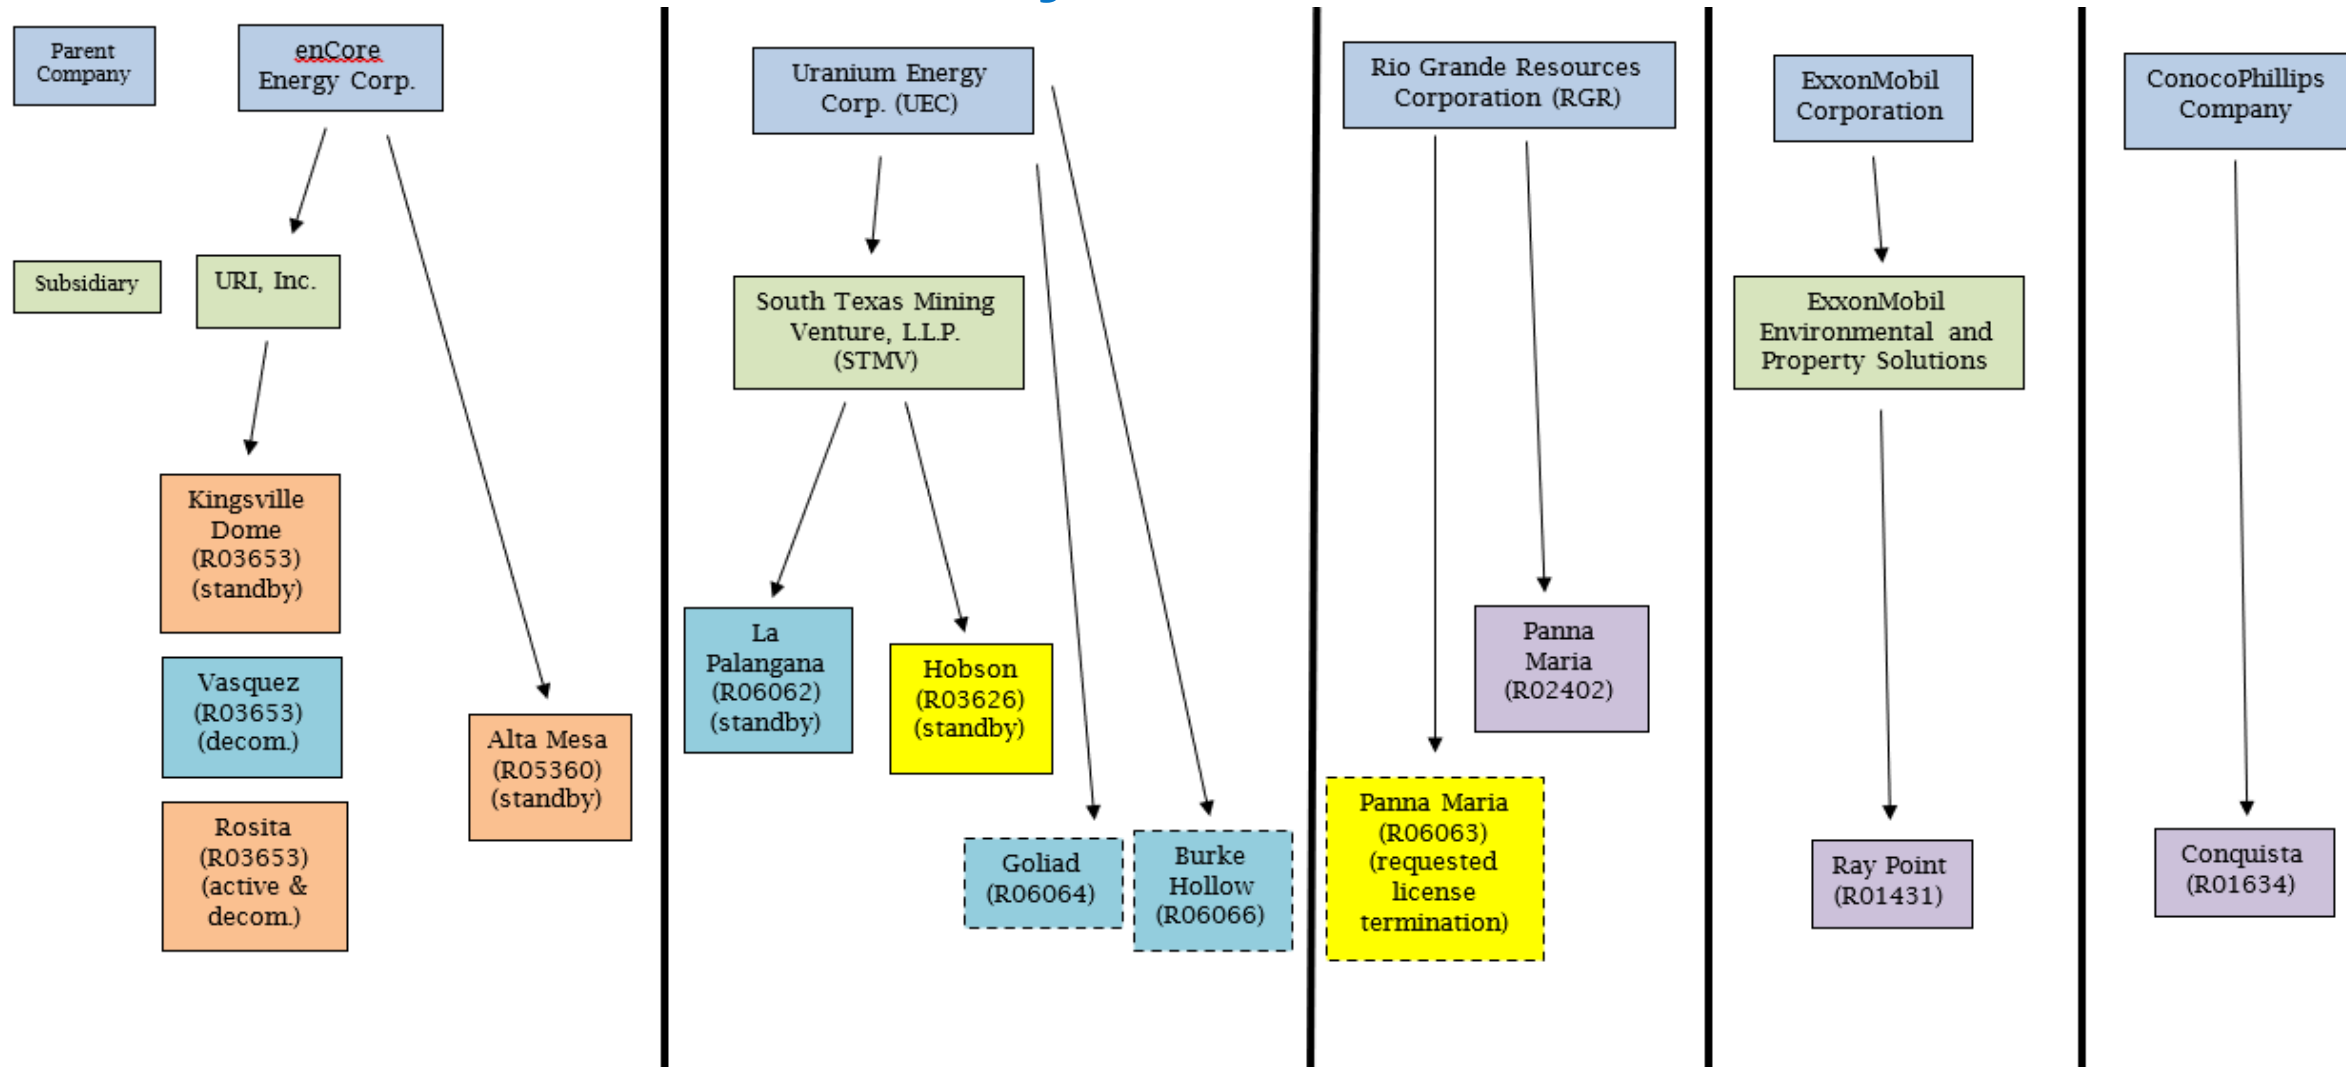 Parent
Company
enCore
Energy Corp.
Uranium Energy
Corp. (UEC)
Rio Grande Resources
Corporation (RGR)
ExxonMobil
Corporation
ConocoPhillips
Company
Subsidiary
URI, Inc.
South Texas Mining
Venture, L.L.P.
(STMV)
ExxonMobil
Environmental and
Property Solutions
Kingsville
Dome
(R03653)
(standby)
Vasquez
(R03653)
(decom.)
Rosita
(R03653)
(active &
decom.)
Alta Mesa
(R05360)
(standby)
La
Palangana
(R06062)
(standby)
Hobson
(R03626)
(standby)
Goliad
(R06064)
Burke
Hollow
(R06066)
Panna
Maria
(R02402)
Panna Maria
(R06063)
(requested
license
termination)
Ray Point
(R01431)
Conquista
(R01634)